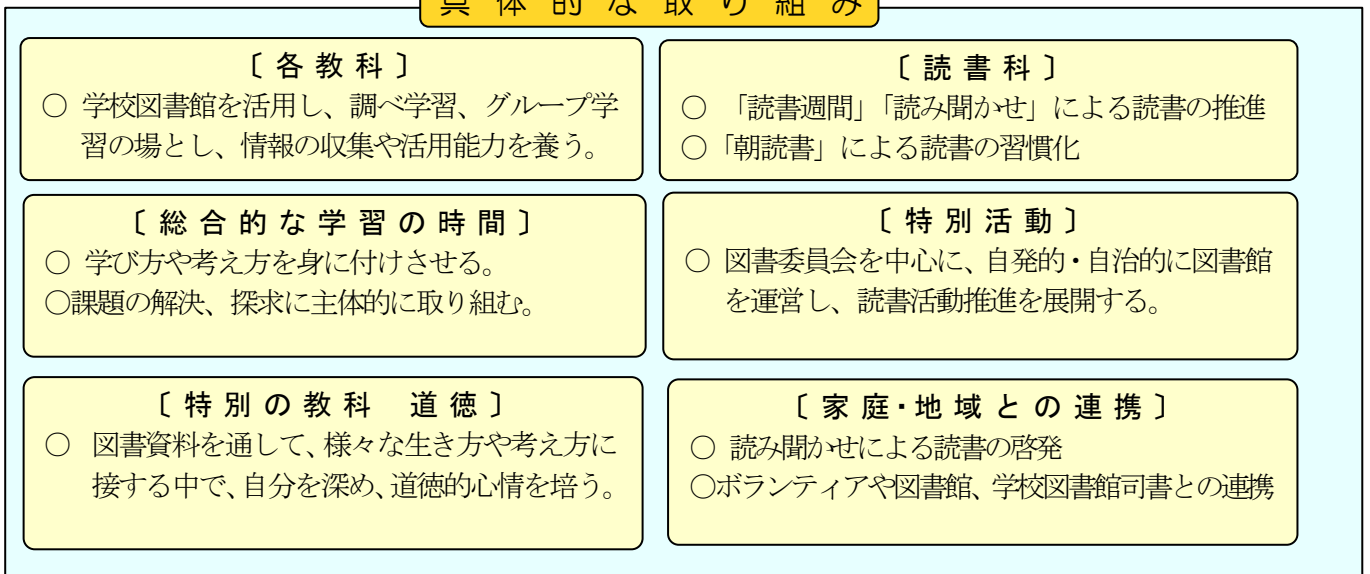 具体的な取り組み
〔各教科〕
○ 学校図書館を活用し、調べ学習、グループ学
習の場とし、情報の収集や活用能力を養う。
〔読書科〕
○ 「読書週間」「読み聞かせ」による読書の推進
○「朝読書」による読書の習慣化
〔総合的な学習の時間〕
○ 学び方や考え方を身に付けさせる。
○課題の解決、探求に主体的に取り組む。
〔特別活動〕
○ 図書委員会を中心に、自発的・自治的に図書館
を運営し、読書活動推進を展開する。
〔特別の教科 道徳〕
○ 図書資料を通して、様々な生き方や考え方に
接する中で、自分を深め、道徳的心情を培う。
〔家庭・地域との連携〕
○ 読み聞かせによる読書の啓発
○ボランティアや図書館、学校図書館司書との連携